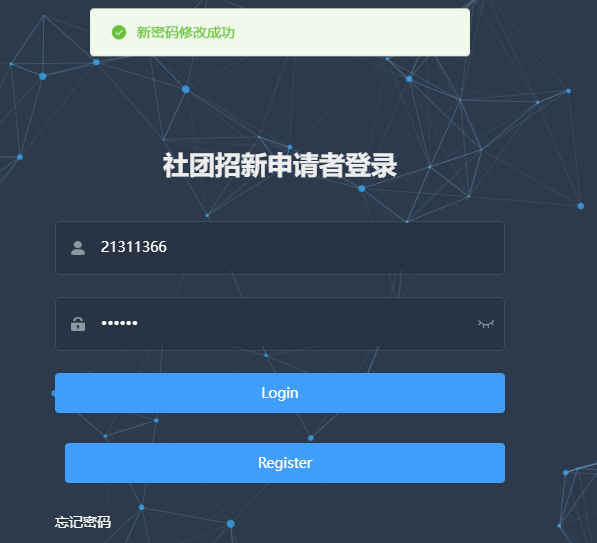 新密码修改成功
社团招新申请者登录
21311366
••••••
Login
Register
忘记密码